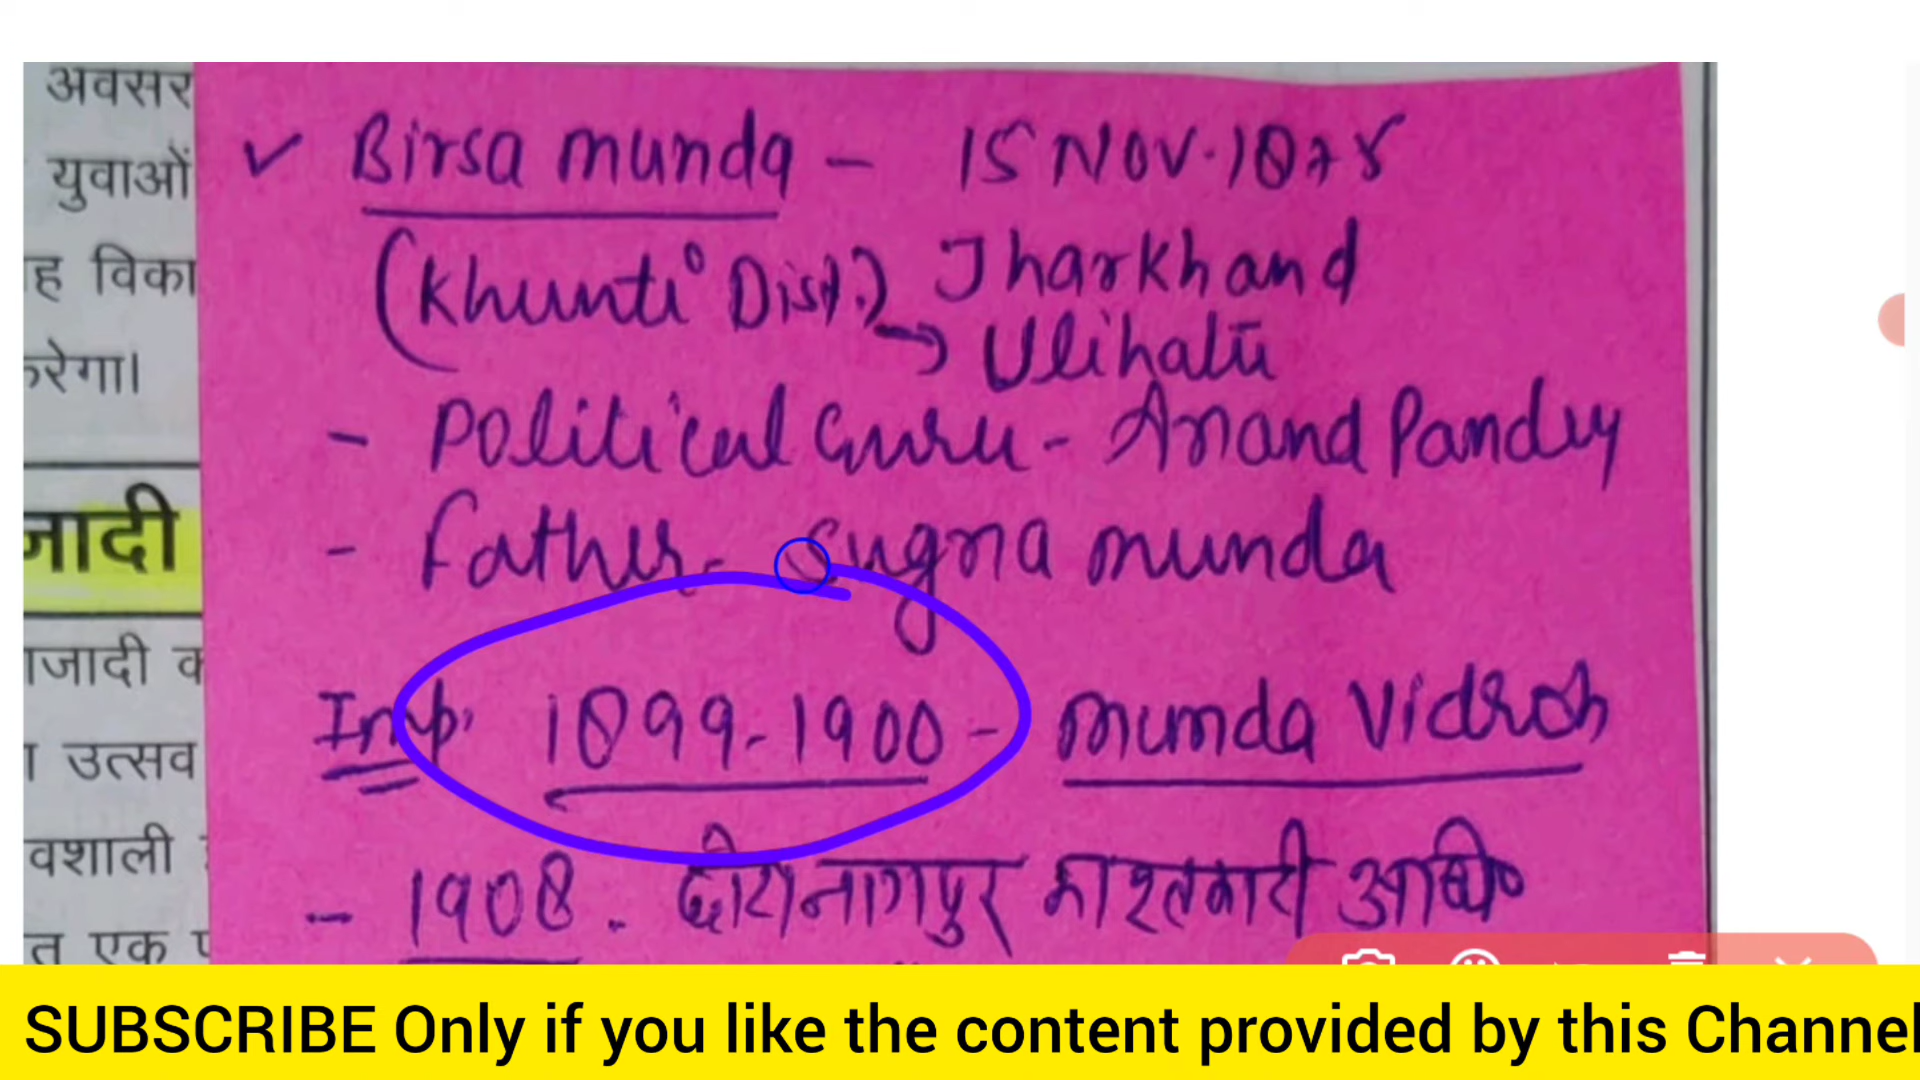 अवसर
युवाओं
ह विका
करेगा।
जादी
ाजादी क
ा उत्सव
वशाली
त एक
✓ Birsa munda - 15 Nov. 1875
(Khunti Dist.) Jharkhand
→ Ulihatu
- Political Guru - Anand Pandey
- Father - Sugna munda
Imp. 1899-1900 - munda Vidroh
- 1908. छोटानागपुर काश्तकारी अधि०
SUBSCRIBE Only if you like the content provided by this Channel